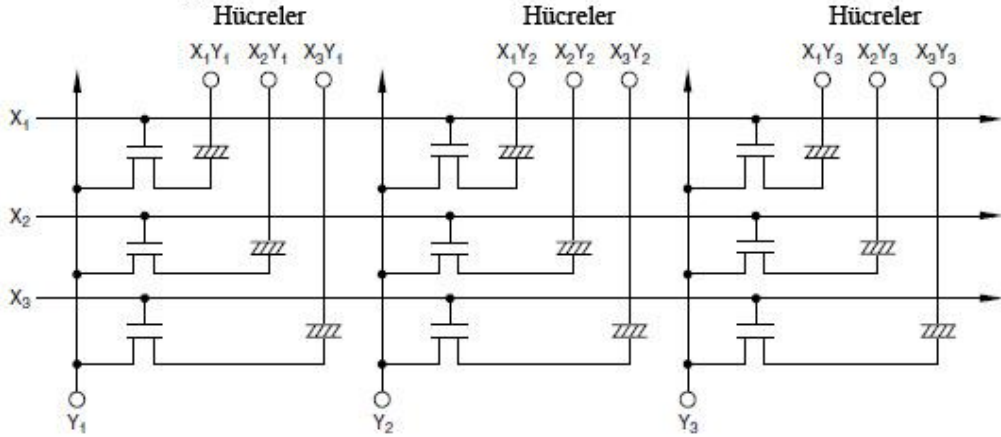 Hücreler Hücreler Hücreler
X₁Y₁ X₂Y₁ X₃Y₁ X₁Y₂ X₂Y₂ X₃Y₂ X₁Y₃ X₂Y₃ X₃Y₃
X₁
X₂
X₃
Y₁ Y₂ Y₃